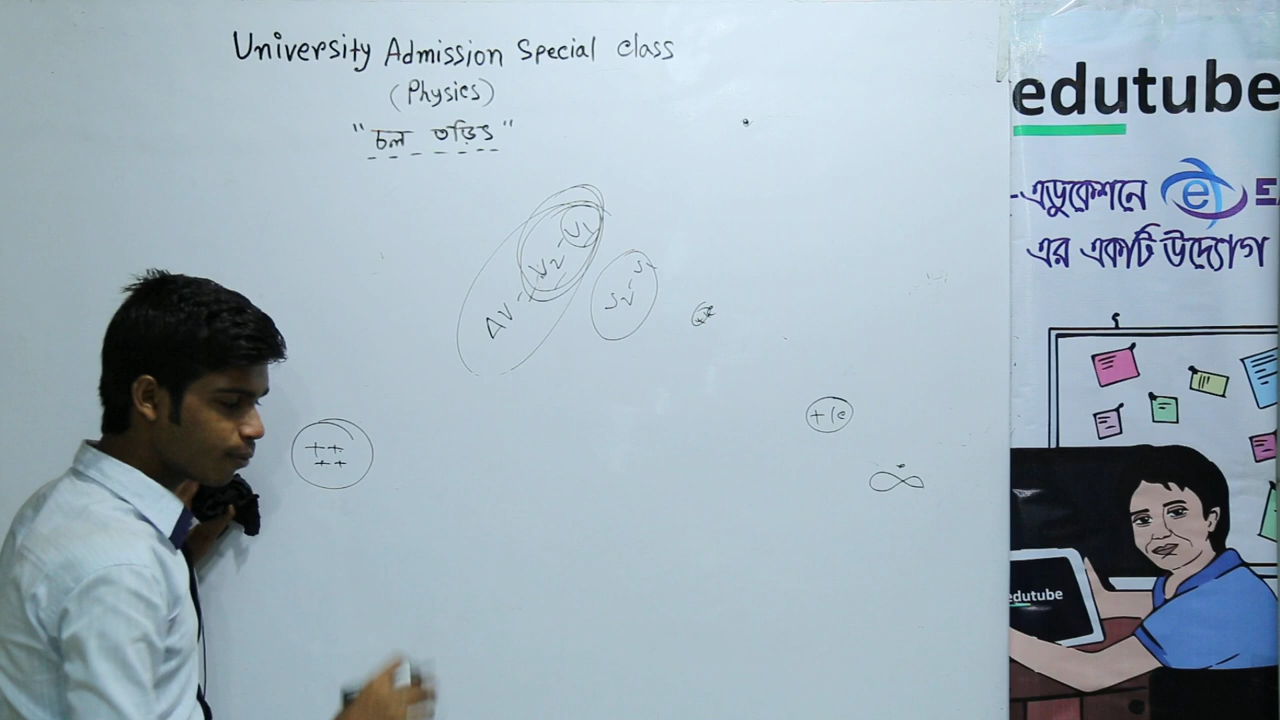 University Admission Special class
(Physics)
"চল তড়িৎ"
ΔV - V2 - V1
++
++
+1e
∞
edutube
-এডুকেশনে e
এর একটি উদ্যোগ
edutube